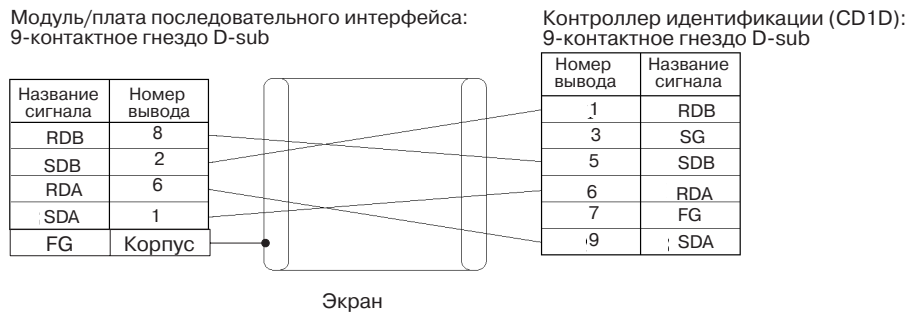 Модуль/плата последовательного интерфейса:
9-контактное гнездо D-sub
Название сигнала Номер вывода
RDB 8
SDB 2
RDA 6
SDA 1
FG Корпус
Экран
Контроллер идентификации (CD1D):
9-контактное гнездо D-sub
Номер вывода Название сигнала
1 RDB
3 SG
5 SDB
6 RDA
7 FG
9 SDA